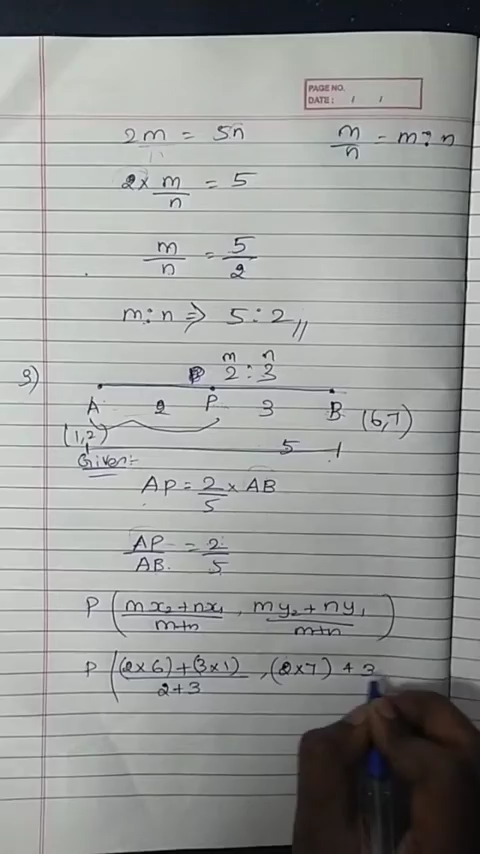 PAGE NO.
DATE: / /
2m = 5n
m/n = m:n
2 × m/n = 5
m/n = 5/2
m:n ⇒ 5:2 //
m n
3) 2 : 3
A 2 P 3 B (6,7)
(1,2) 5
Given:-
AP = 2/5 × AB
AP/AB. = 2/5
P ( (mx₂+nx₁)/(m+n) , (my₂+ny₁)/(m+n) )
P ( ((2×6)+(3×1))/(2+3) , (2×7) + 3